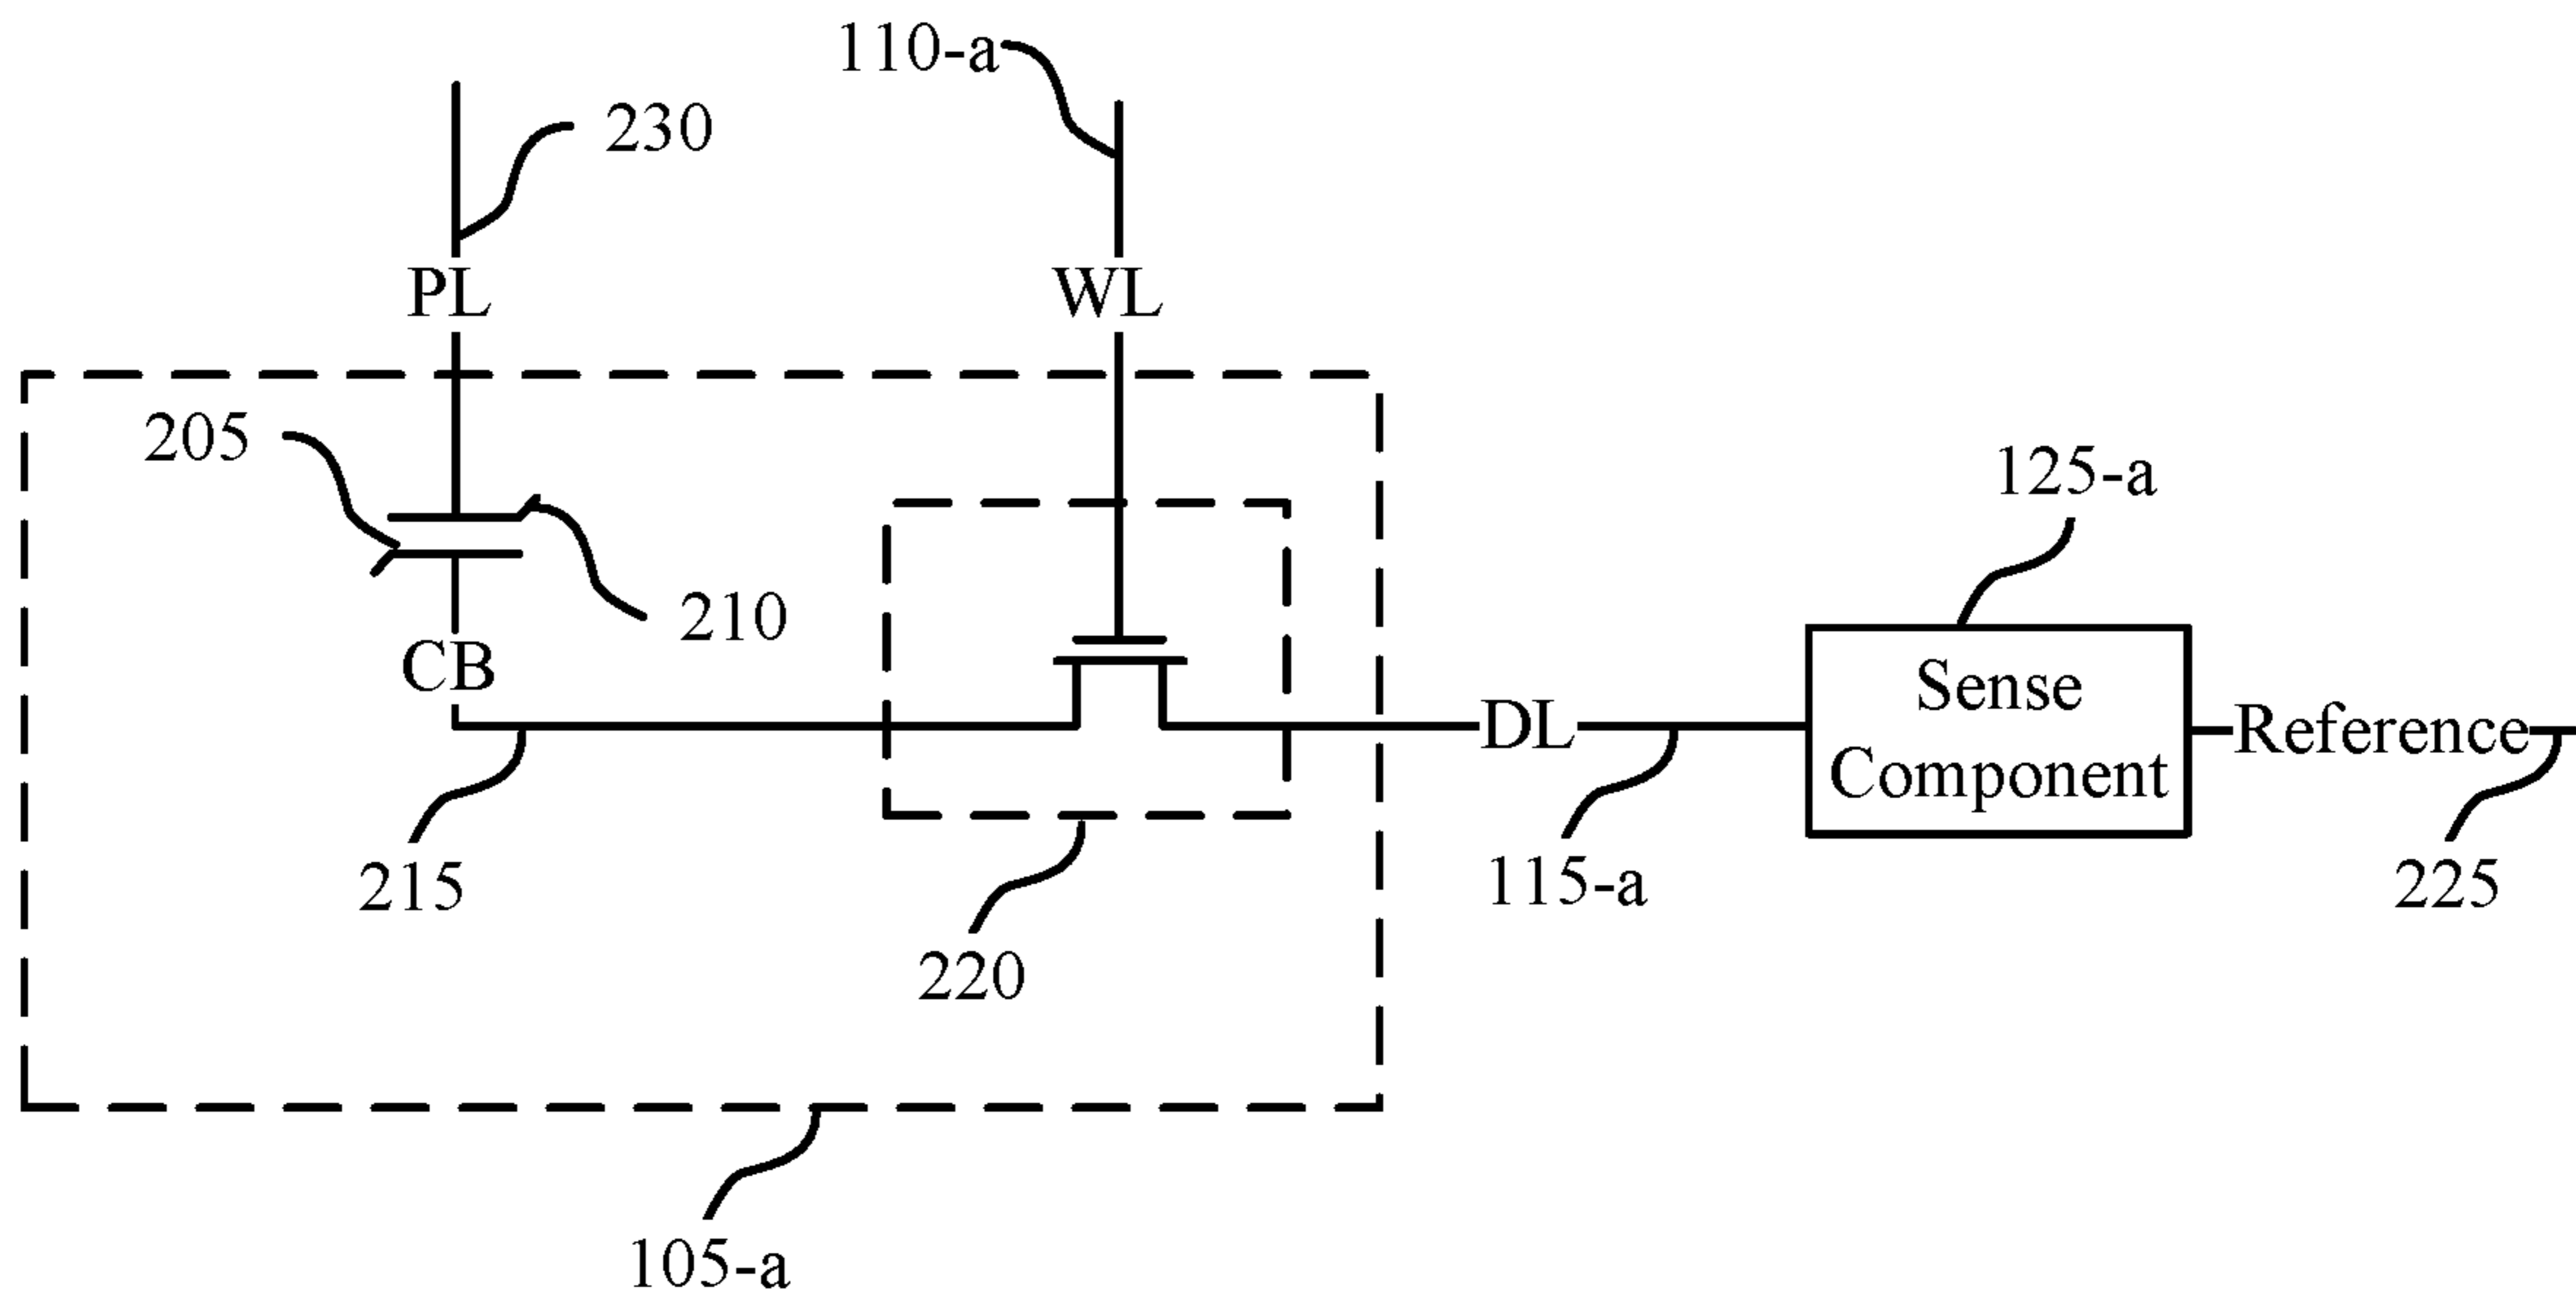 110-a
230
PL
WL
205
125-a
210
CB
Sense
Component
DL
Reference
215
115-a
225
220
105-a